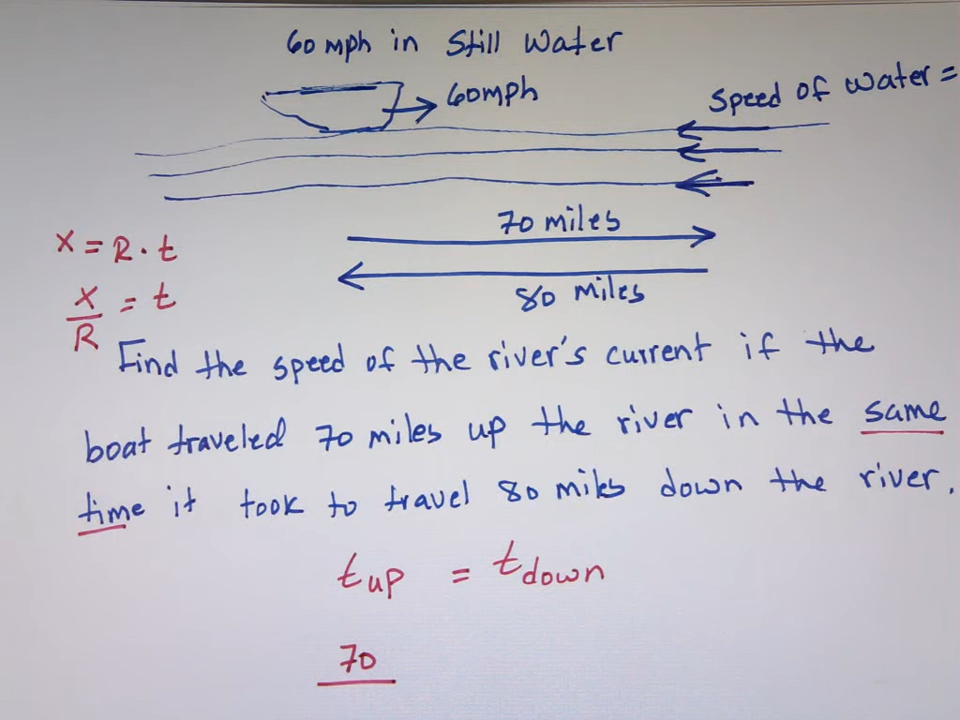 60 mph in Still Water
60mph
Speed of Water =
70 miles
80 miles
x = R . t
x
R
= t
Find the speed of the river's current if the
boat traveled 70 miles up the river in the same
time it took to travel 80 miles down the river.
t up = t down
70